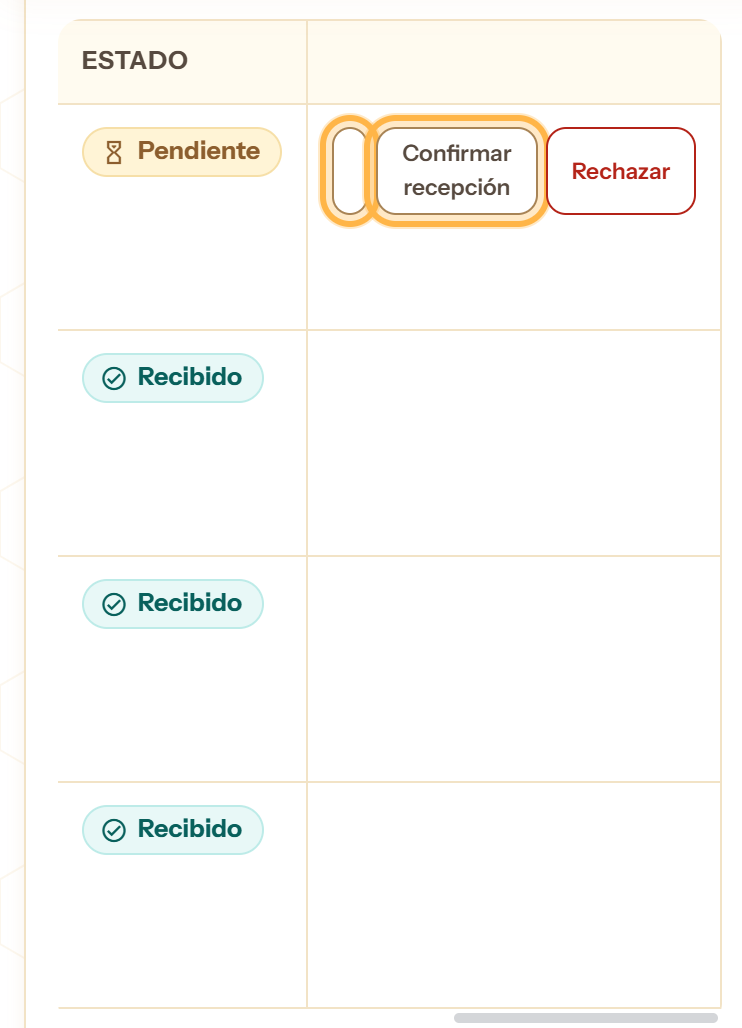 ESTADO
Pendiente
Confirmar
recepción
Rechazar
Recibido
Recibido
Recibido